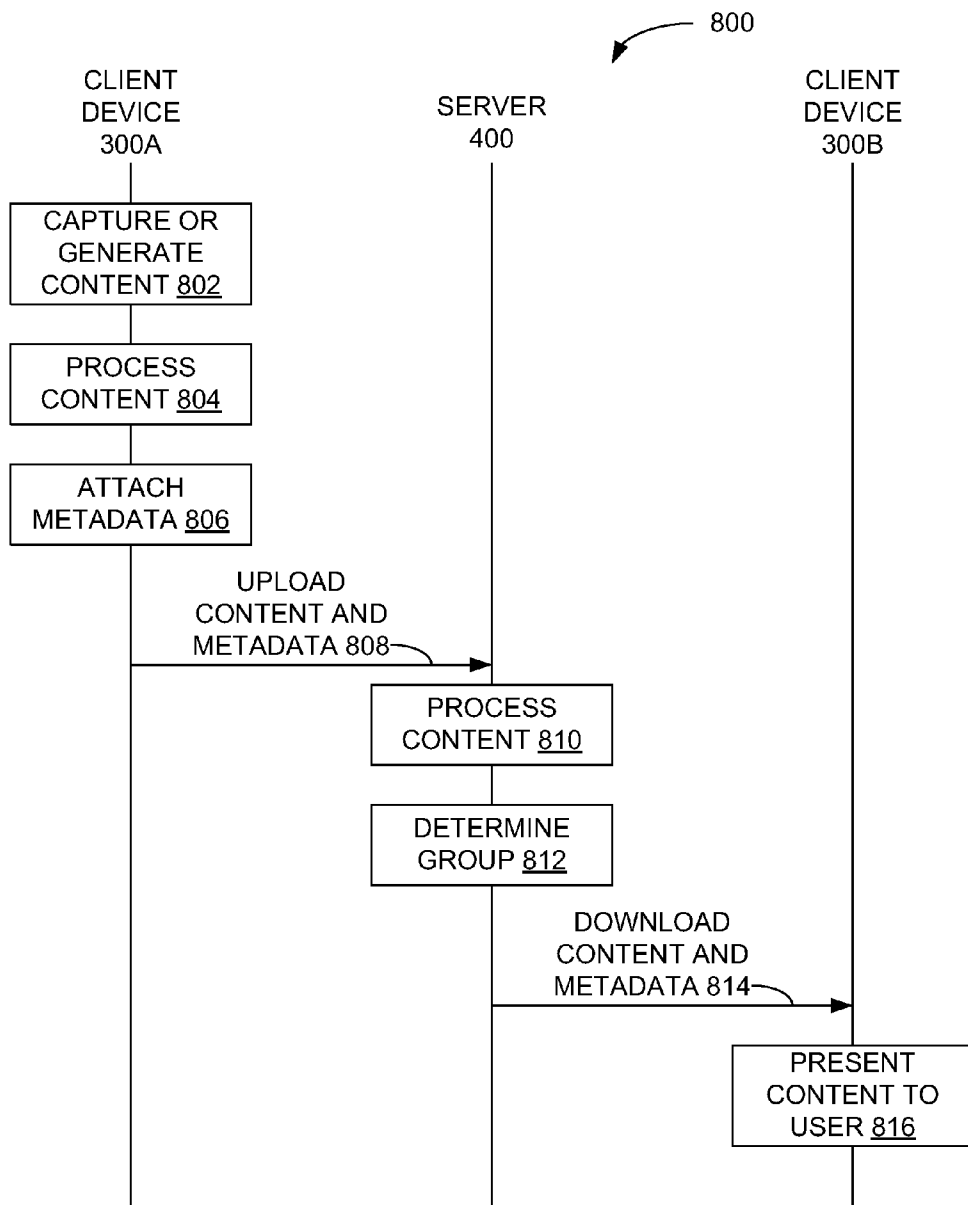 800
CLIENT
DEVICE
300A
SERVER
400
CLIENT
DEVICE
300B
CAPTURE OR
GENERATE
CONTENT 802
PROCESS
CONTENT 804
ATTACH
METADATA 806
UPLOAD
CONTENT AND
METADATA 808
PROCESS
CONTENT 810
DETERMINE
GROUP 812
DOWNLOAD
CONTENT AND
METADATA 814
PRESENT
CONTENT TO
USER 816